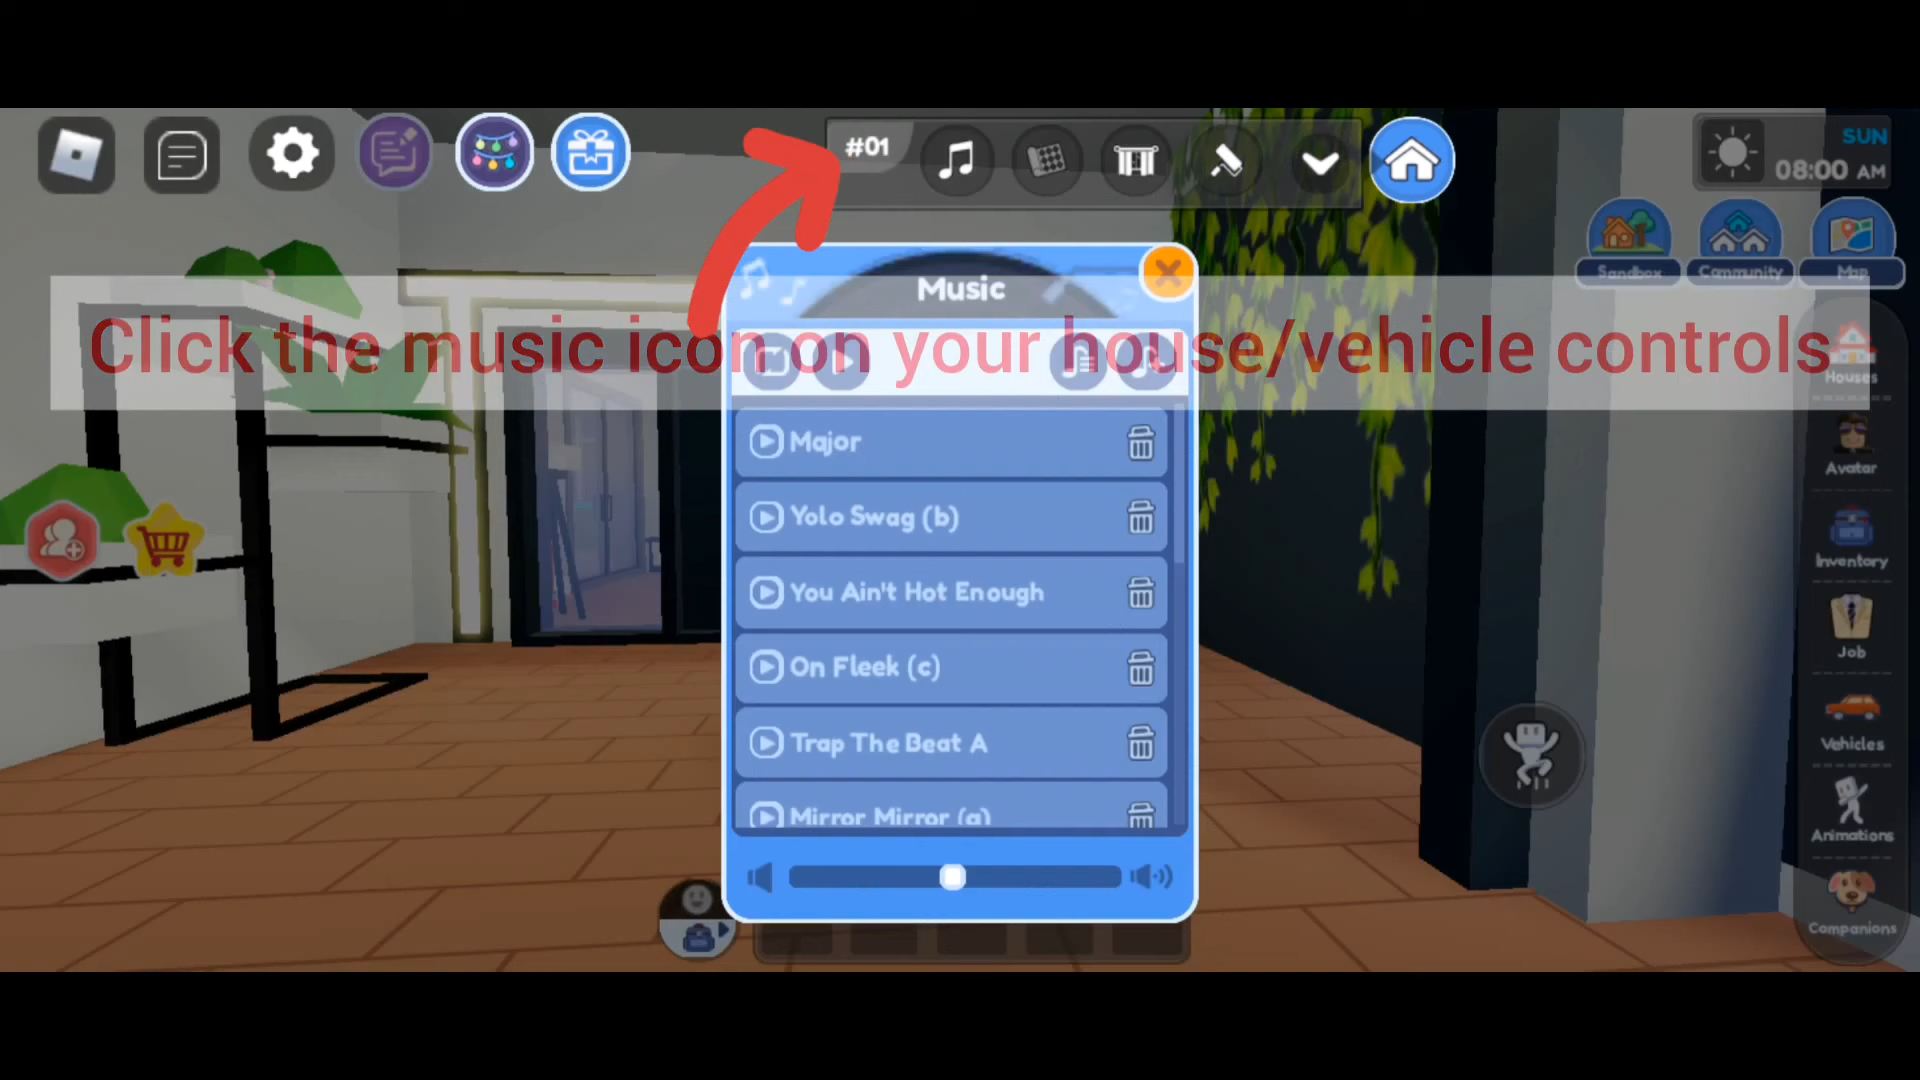 #01
SUN
08:00 AM
Sandbox
Community
Map
Music
Click the music icon on your house/vehicle controls
Houses
Major
Avatar
Yolo Swag (b)
Inventory
You Ain't Hot Enough
Job
On Fleek (c)
Trap The Beat A
Vehicles
Mirror Mirror (a)
Animations
Companions